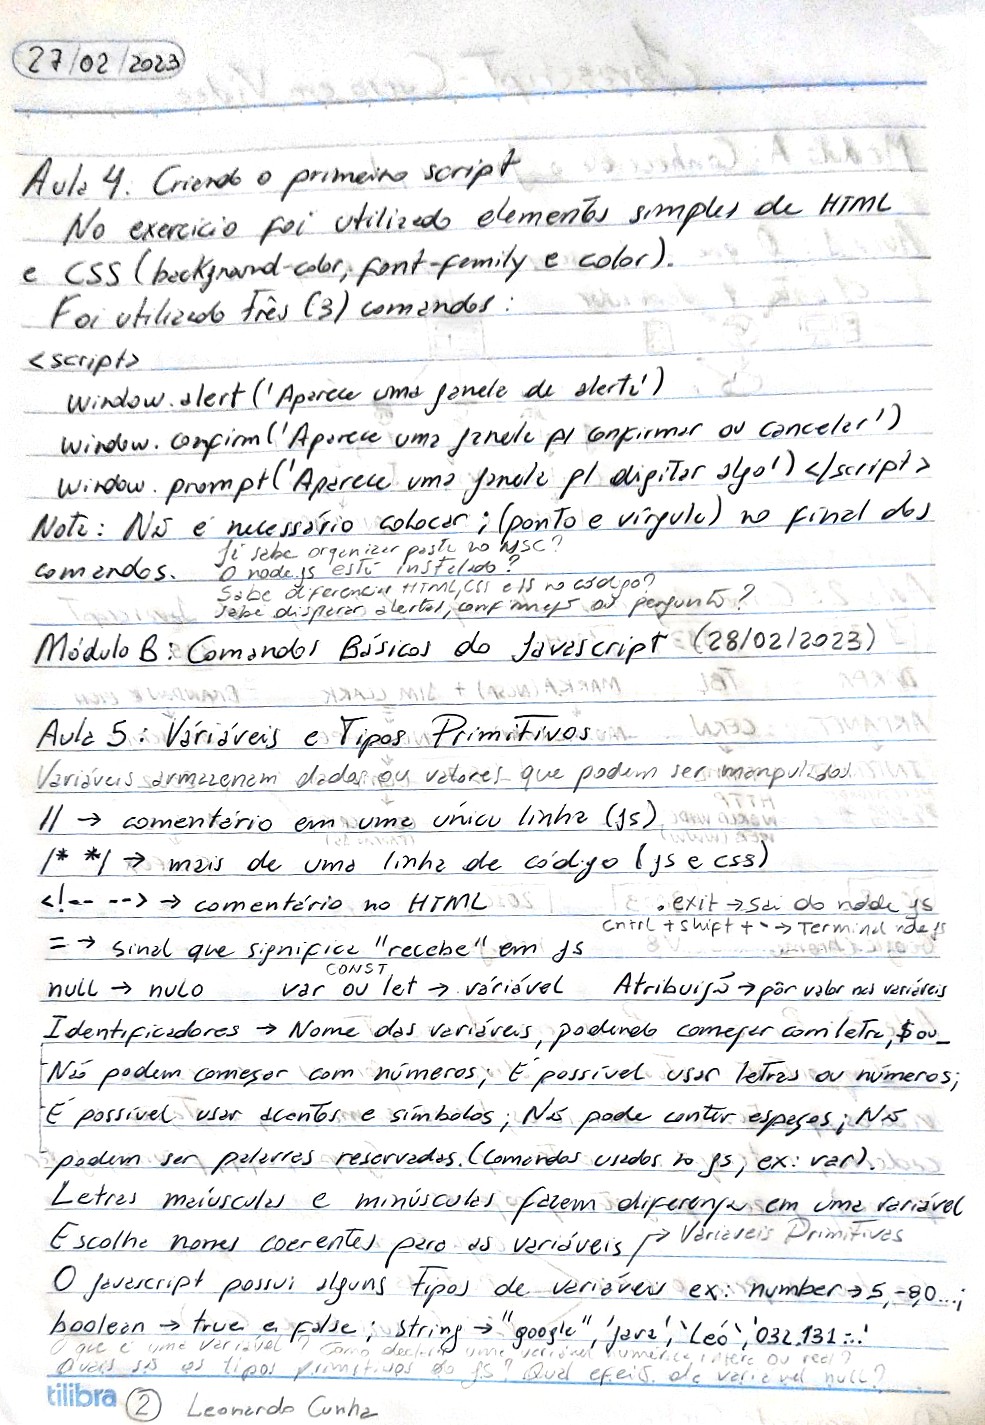 27/02/2023
Aula 4. Criando o primeiro script
No exercício foi utilizado elementos simples de HTML
e CSS (background-color, font-family e color).
Foi utilizado três (3) comandos:
<script>
window.alert('Aparece uma janela de alerta')
window.confirm('Aparece uma janela p/ confirmar ou cancelar')
window.prompt('Aparece uma janela p/ digitar algo') </script>
Nota: Não é necessário colocar ; (ponto e vírgula) no final dos
comandos.
Já sabe organizar pasta no VSC?
O node.js está instalado?
Sabe diferenciar HTML, CSS e JS no código?
Sabe disparar alertas, confirmação ou pergunta?
Módulo B: Comandos Básicos do Javascript (28/02/2023)
Aula 5: Váriáveis e Tipos Primitivos
Variáveis armazenam dados ou valores que podem ser manipulados.
// → comentário em uma única linha (js)
/* */ → mais de uma linha de código (js e css)
<!-- --> → comentário no HTML .exit → sai do node js
cntrl + shift + ` → Terminal node js
= → sinal que significa "recebe" em js
CONST
null → nulo var ou let → váriável Atribuição → pôr valor nas variáveis
Identificadores → Nome das variáveis, podendo começar com letra, $ ou _
Não podem começar com números; É possível usar letras ou números;
É possível usar acentos e símbolos; Não pode conter espaços; Não
podem ser palavras reservadas. (Comandos usados no js, ex: var).
Letras maiúsculas e minúsculas fazem diferença em uma variável
Escolha nomes coerentes para as variáveis → Váriáveis Primitivas
O javascript possui alguns tipos de variáveis ex: number → 5, -9,0...;
boolean → true e false; string → "google", 'java', `Leo`, '032.131...'
O que é uma variável? Como declara uma variável numérica, inteira ou real?
Quais são os tipos primitivos do JS? Qual efeito de variável null?
tilibra 2 Leonardo Cunha